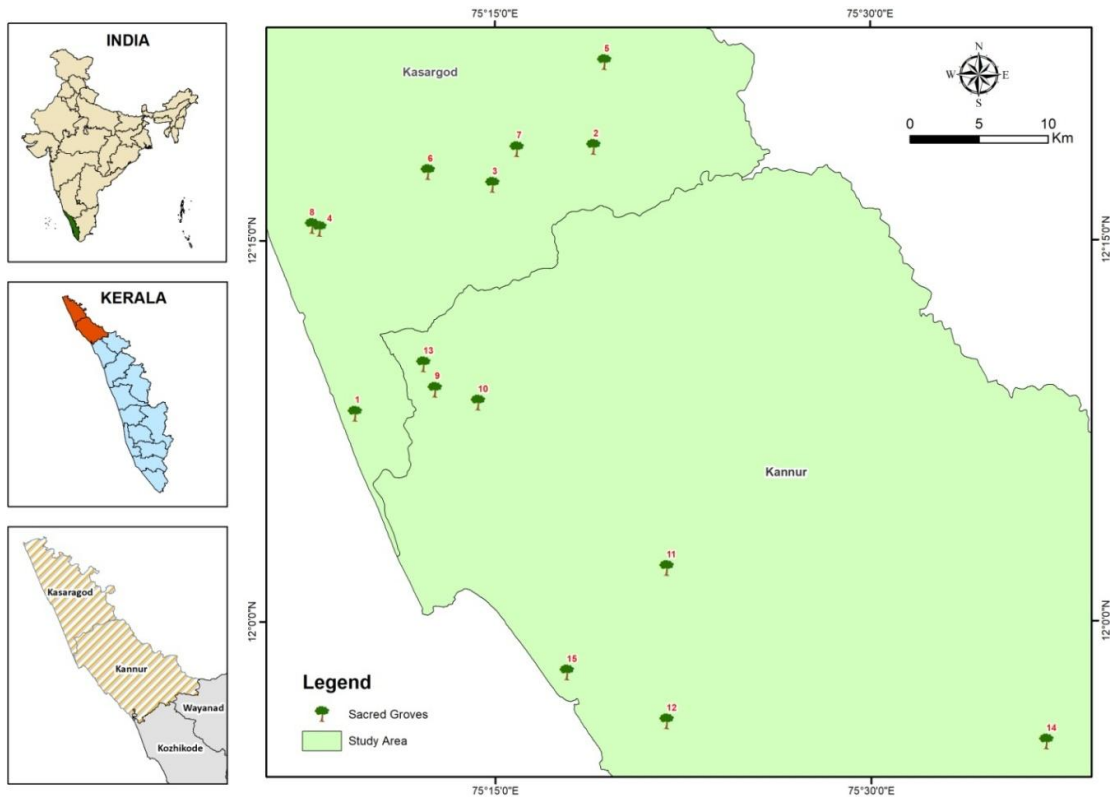 INDIA
KERALA
Kasaragod
Kannur
Wayanad
Kozhikode
75°15'0"E
75°30'0"E
5
Kasargod
N
W E
S
7
2
0 5 10
Km
6
3
8 4
12°15'0"N
12°15'0"N
13
9
10
1
Kannur
11
12°0'0"N
12°0'0"N
15
Legend
Sacred Groves
Study Area
12
14
75°15'0"E
75°30'0"E